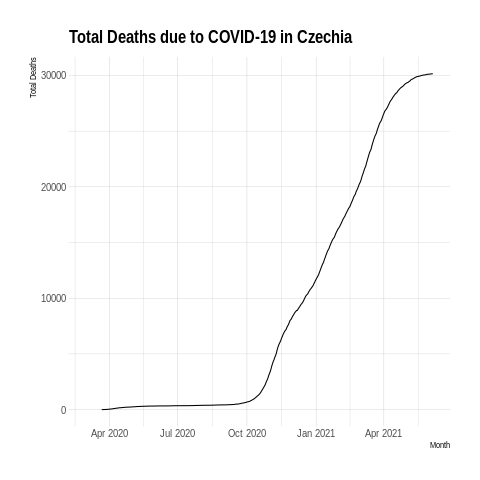 Total Deaths due to COVID-19 in Czechia
Total Deaths
30000
20000
10000
0
Apr 2020 Jul 2020 Oct 2020 Jan 2021 Apr 2021
Month